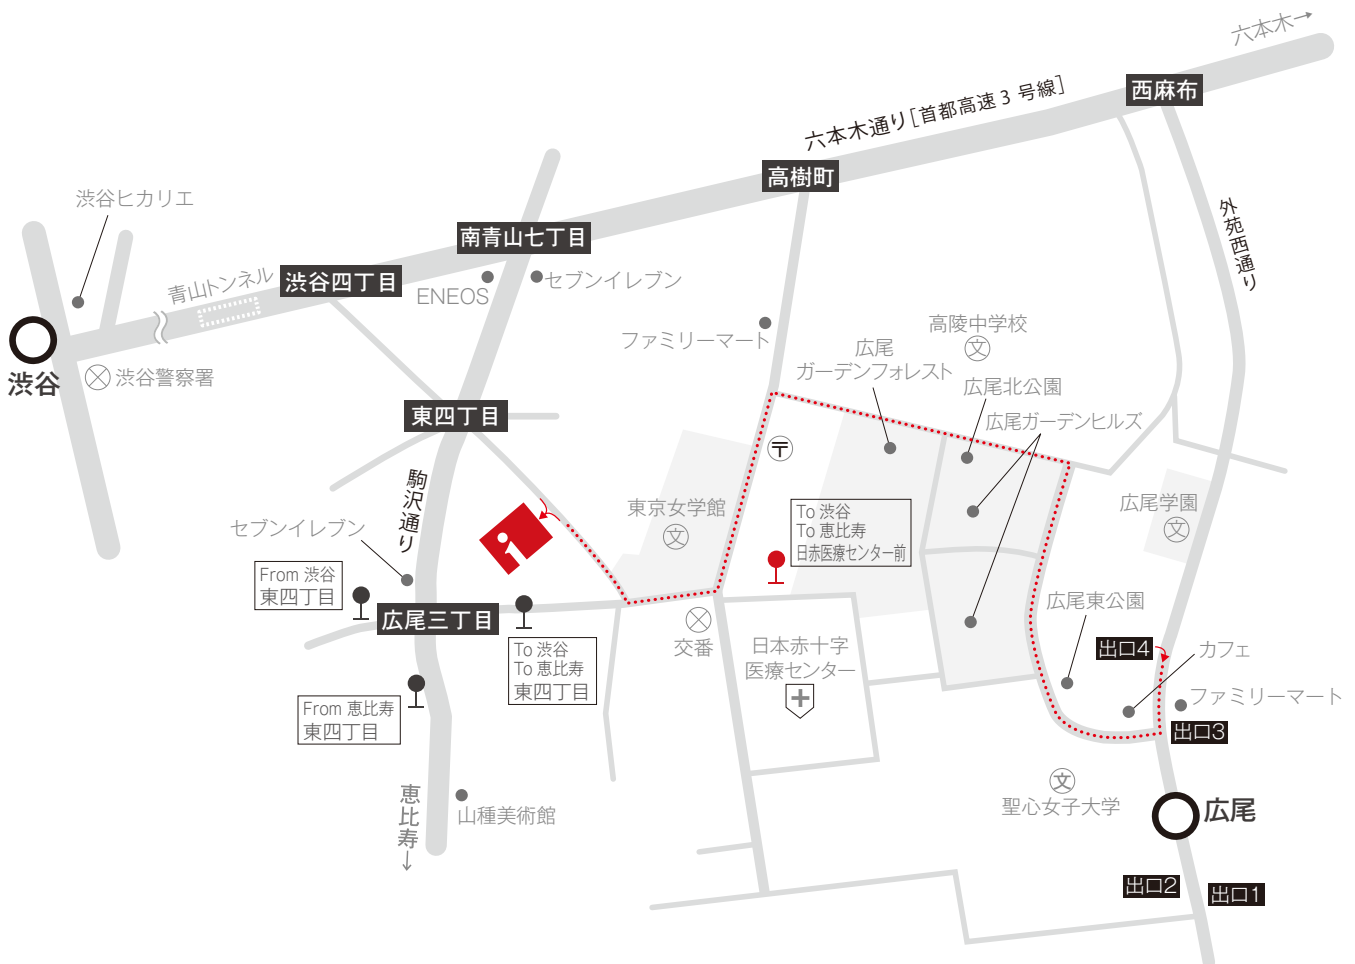 六本木→
西麻布
六本木通り[首都高速3号線]
高樹町
渋谷ヒカリエ
外苑西通り
南青山七丁目
青山トンネル
渋谷四丁目
ENEOS
セブンイレブン
ファミリーマート
高陵中学校
文
広尾
ガーデンフォレスト
渋谷
渋谷警察署
広尾北公園
広尾ガーデンヒルズ
東四丁目
〒
駒沢通り
東京女学館
文
広尾学園
文
To 渋谷
To 恵比寿
日赤医療センター前
セブンイレブン
From 渋谷
東四丁目
広尾三丁目
To 渋谷
To 恵比寿
東四丁目
交番
日本赤十字
医療センター
広尾東公園
出口4
カフェ
ファミリーマート
出口3
From 恵比寿
東四丁目
恵比寿↓
山種美術館
文
聖心女子大学
広尾
出口2
出口1